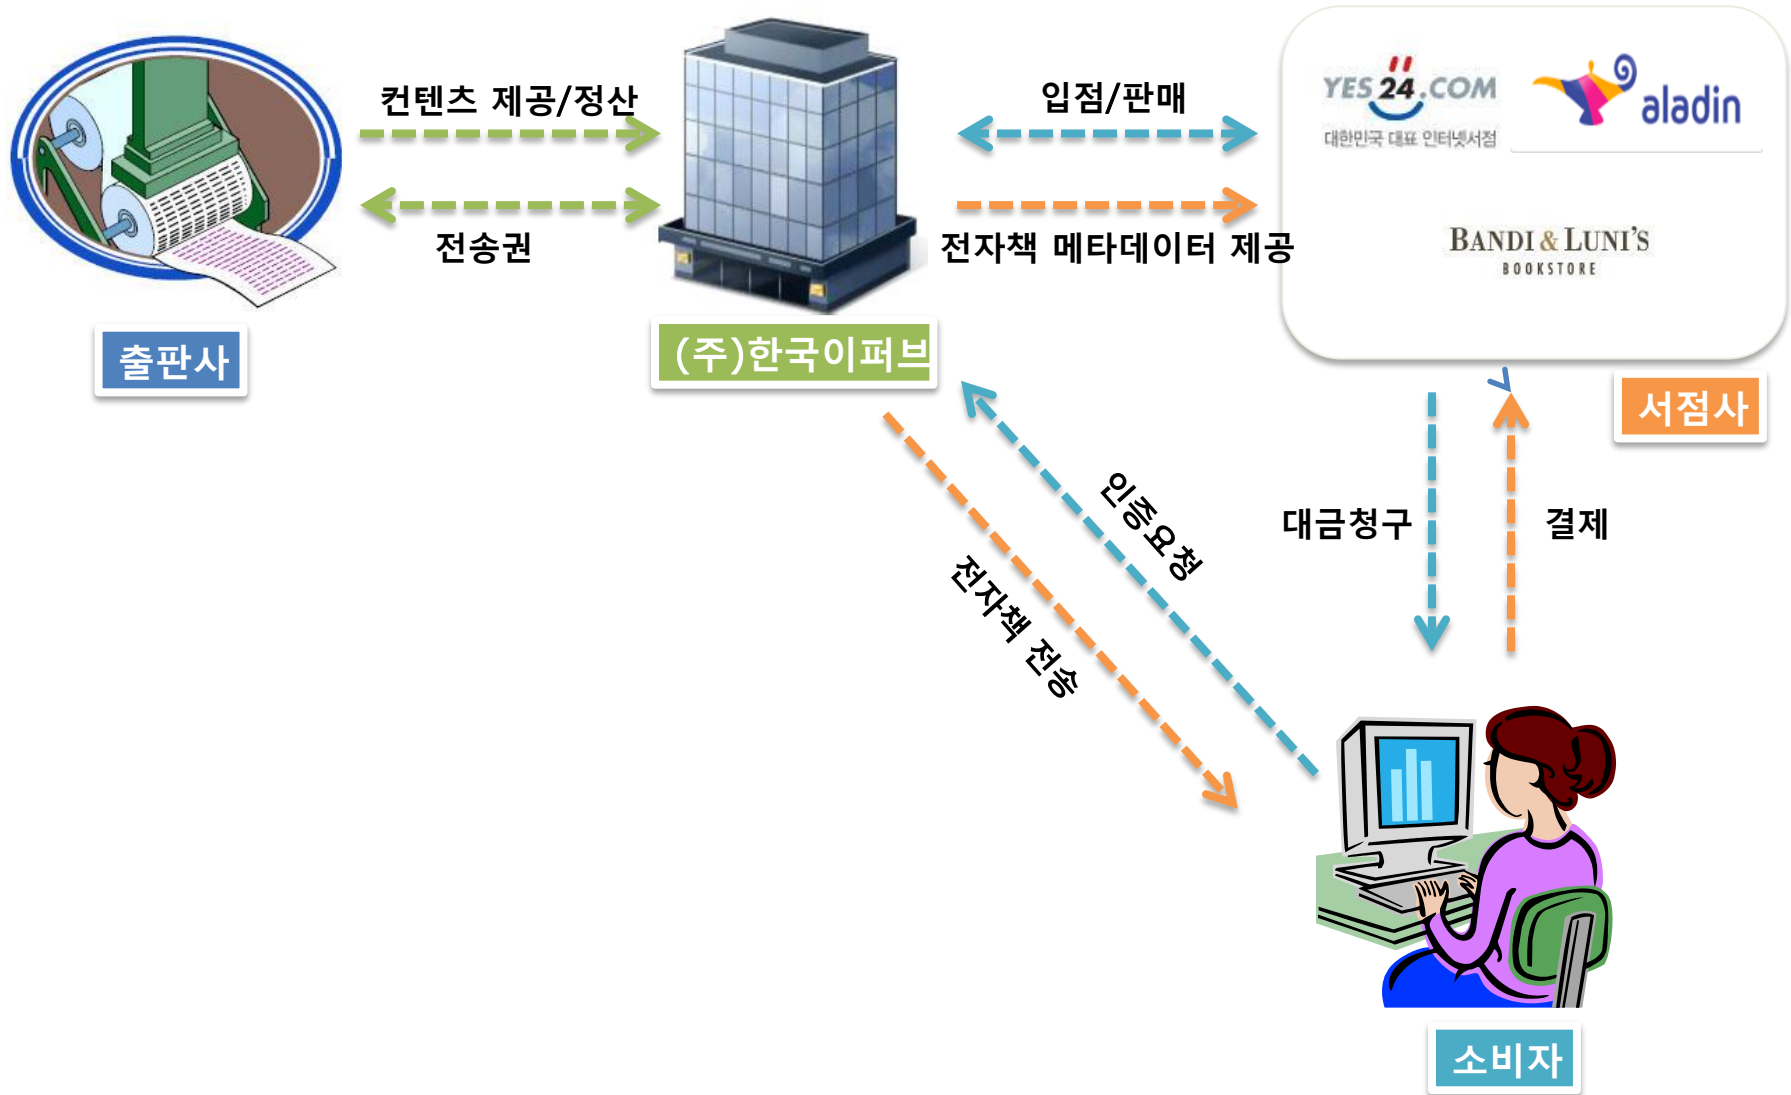 컨텐츠 제공/정산
전송권
출판사
(주)한국이퍼브
입점/판매
전자책 메타데이터 제공
YES24.COM
대한민국 대표 인터넷서점
aladin
BANDI & LUNI'S
BOOKSTORE
서점사
인증요청
전자책 전송
대금청구
결제
소비자